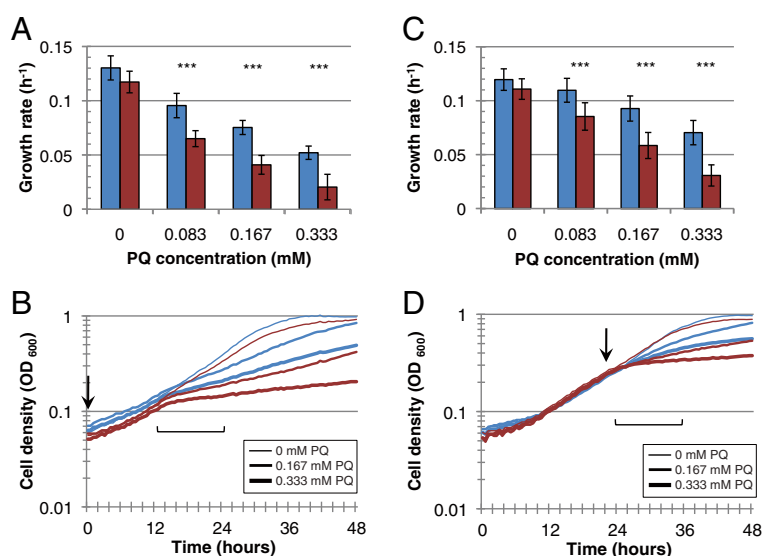 A
Growth rate (h-1)
0.15
0.1
0.05
0
*** *** ***
0 0.083 0.167 0.333
PQ concentration (mM)
C
Growth rate (h-1)
0.15
0.1
0.05
0
*** *** ***
0 0.083 0.167 0.333
PQ concentration (mM)
B
Cell density (OD 600)
1
0.1
0.01
0 mM PQ
0.167 mM PQ
0.333 mM PQ
0 12 24 36 48
Time (hours)
D
Cell density (OD 600)
1
0.1
0.01
0 mM PQ
0.167 mM PQ
0.333 mM PQ
0 12 24 36 48
Time (hours)